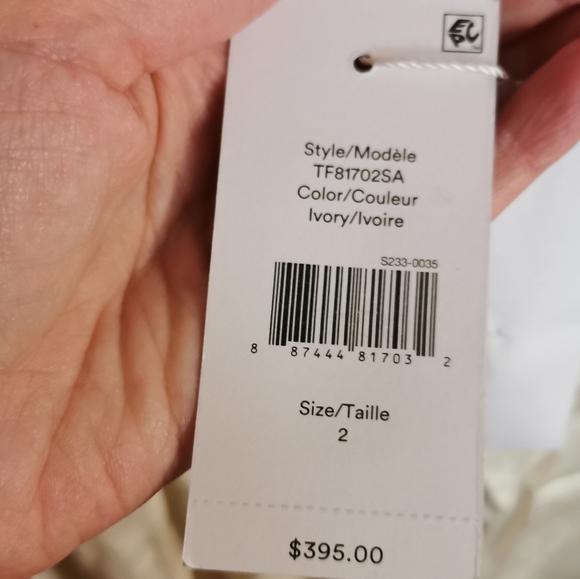 Style/Modèle
TF81702SA
Color/Couleur
Ivory/Ivoire
S233-0035
8 87444 81703 2
Size/Taille
2
$395.00